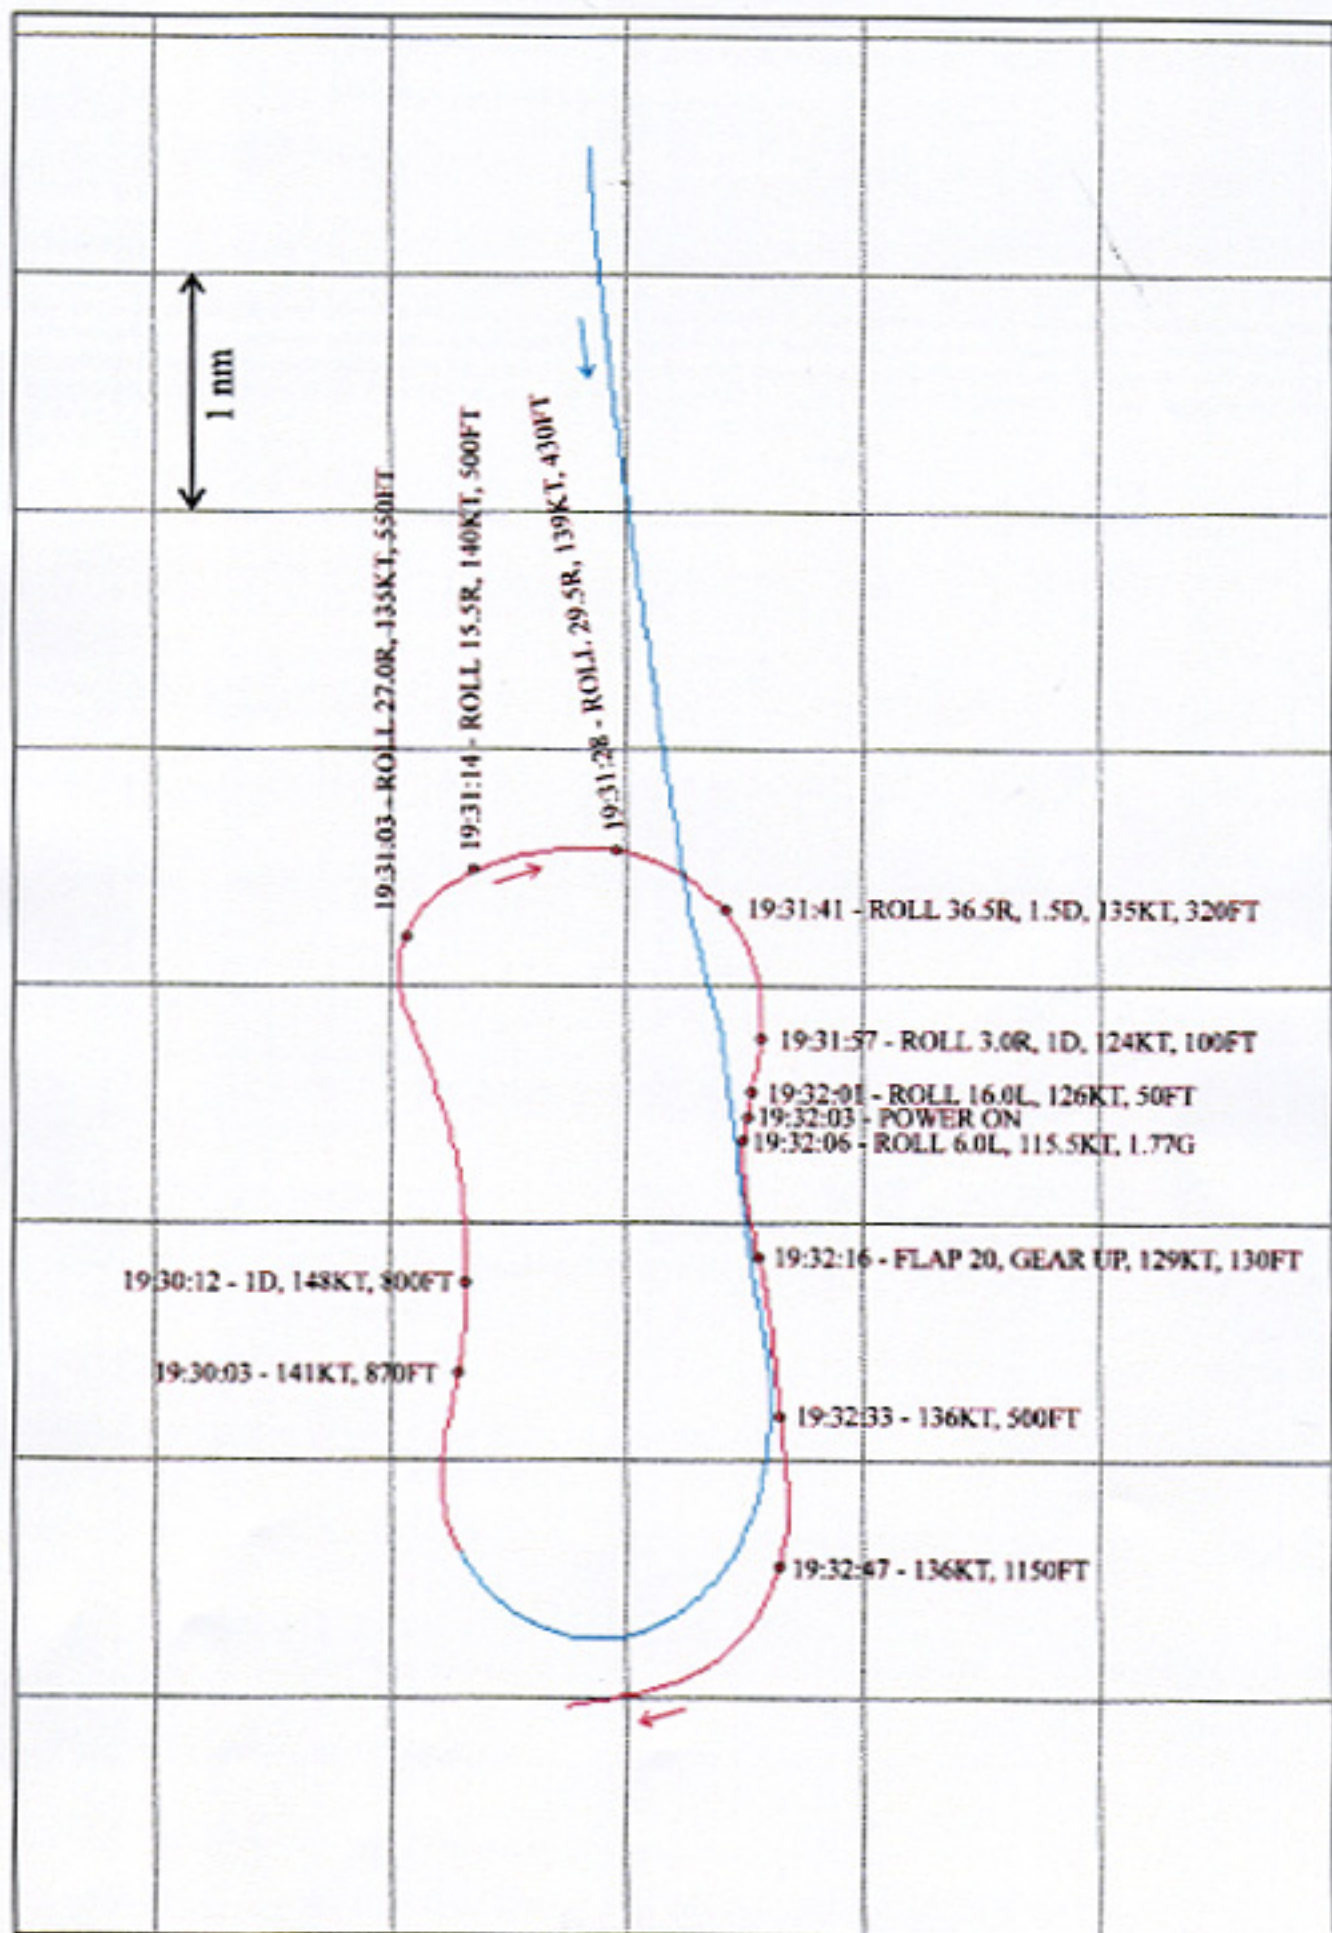 1 nm
19:31:03 - ROLL 27.0R, 135KT, 550FT
19:31:14 - ROLL 15.5R, 140KT, 500FT
19:31:28 - ROLL 29.5R, 139KT, 430FT
19:31:41 - ROLL 36.5R, 1.5D, 135KT, 320FT
19:31:57 - ROLL 3.0R, 1D, 124KT, 100FT
19:32:01 - ROLL 16.0L, 126KT, 50FT
19:32:03 - POWER ON
19:32:06 - ROLL 6.0L, 115.5KT, 1.77G
19:32:16 - FLAP 20, GEAR UP, 129KT, 130FT
19:30:12 - 1D, 148KT, 800FT
19:30:03 - 141KT, 870FT
19:32:33 - 136KT, 500FT
19:32:47 - 136KT, 1150FT